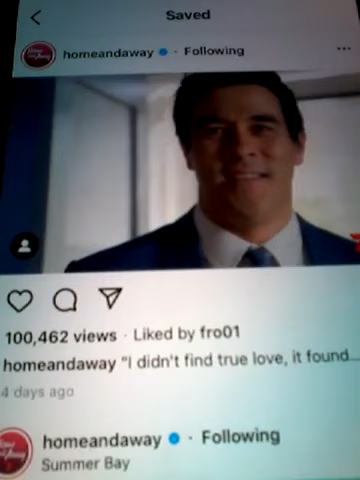 Saved
homeandaway · Following
100,462 views · Liked by fro01
homeandaway "I didn't find true love, it found...
4 days ago
homeandaway · Following
Summer Bay